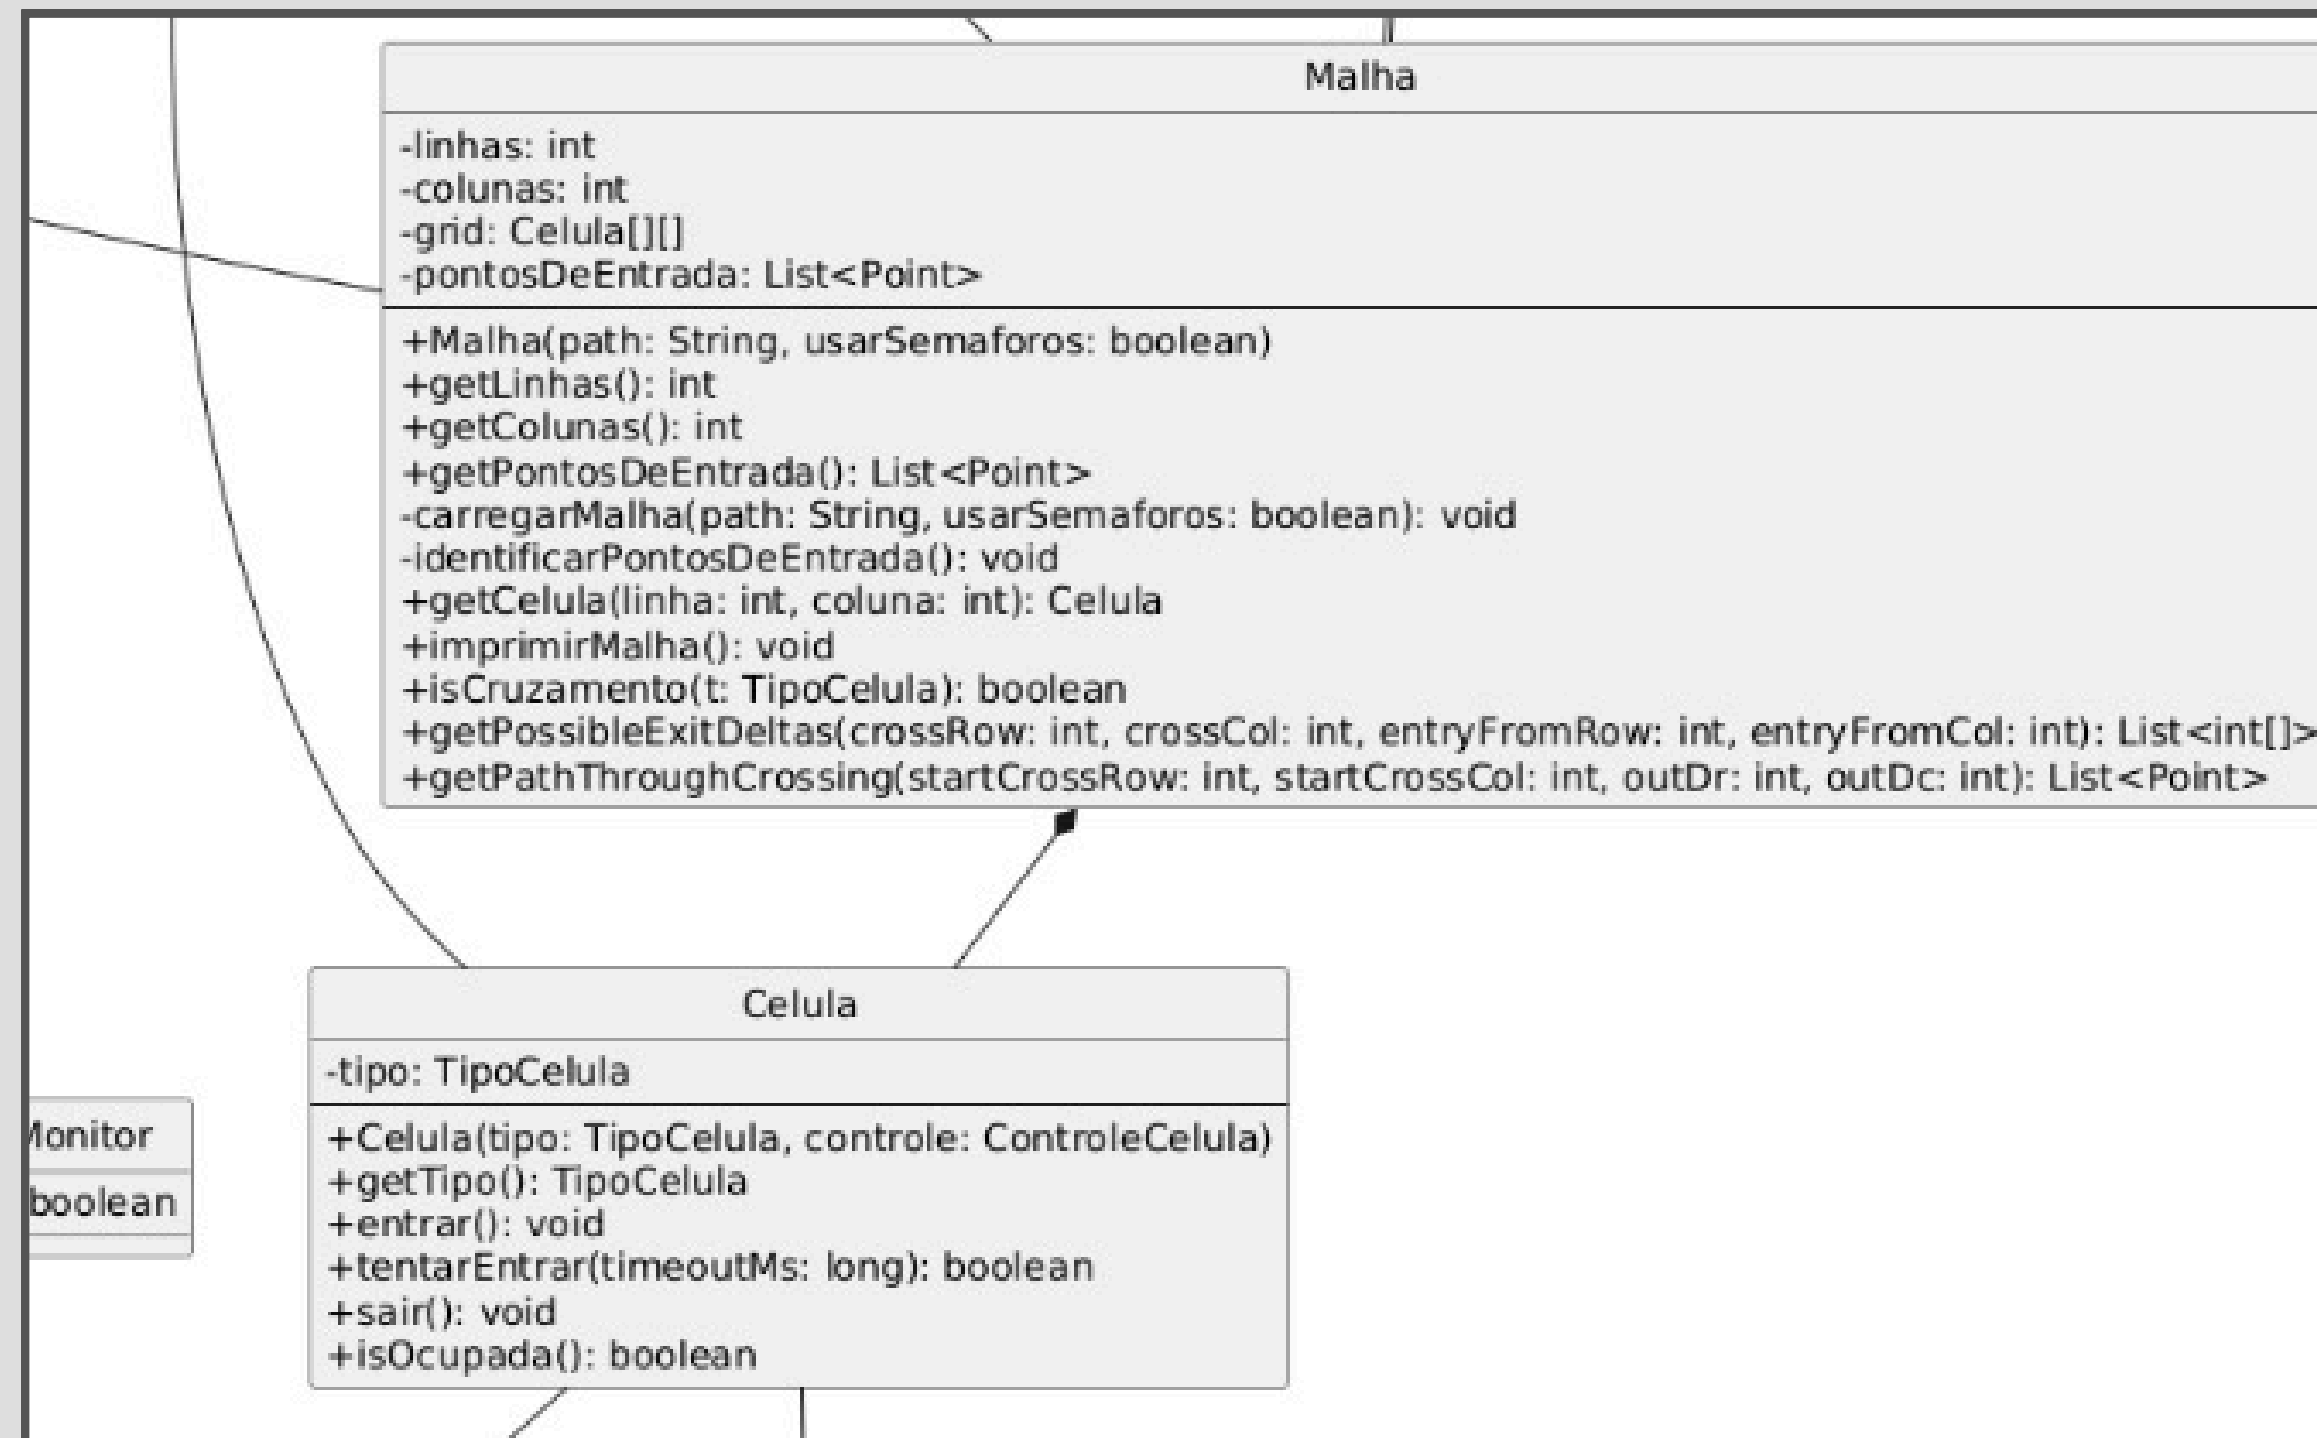 Malha
-linhas: int
-colunas: int
-grid: Celula[][]
-pontosDeEntrada: List<Point>
+Malha(path: String, usarSemaforos: boolean)
+getLinhas(): int
+getColunas(): int
+getPontosDeEntrada(): List<Point>
-carregarMalha(path: String, usarSemaforos: boolean): void
-identificarPontosDeEntrada(): void
+getCelula(linha: int, coluna: int): Celula
+imprimirMalha(): void
+isCruzamento(t: TipoCelula): boolean
+getPossibleExitDeltas(crossRow: int, crossCol: int, entryFromRow: int, entryFromCol: int): List<int[]>
+getPathThroughCrossing(startCrossRow: int, startCrossCol: int, outDr: int, outDc: int): List<Point>
Celula
-tipo: TipoCelula
+Celula(tipo: TipoCelula, controle: ControleCelula)
+getTipo(): TipoCelula
+entrar(): void
+tentarEntrar(timeoutMs: long): boolean
+sair(): void
+isOcupada(): boolean
Monitor
boolean